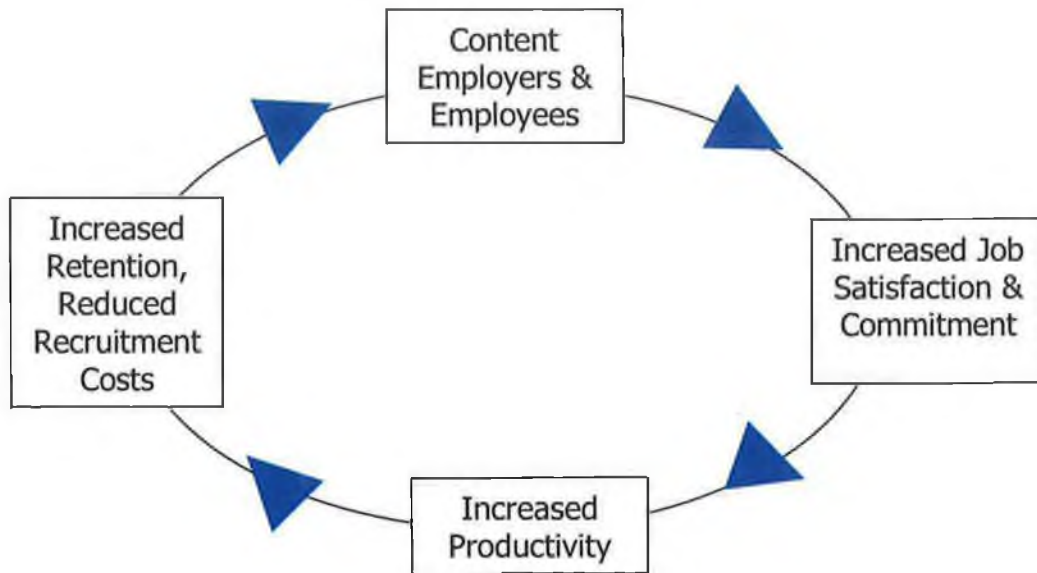 Content
Employers &
Employees
Increased Job
Satisfaction &
Commitment
Increased
Productivity
Increased
Retention,
Reduced
Recruitment
Costs